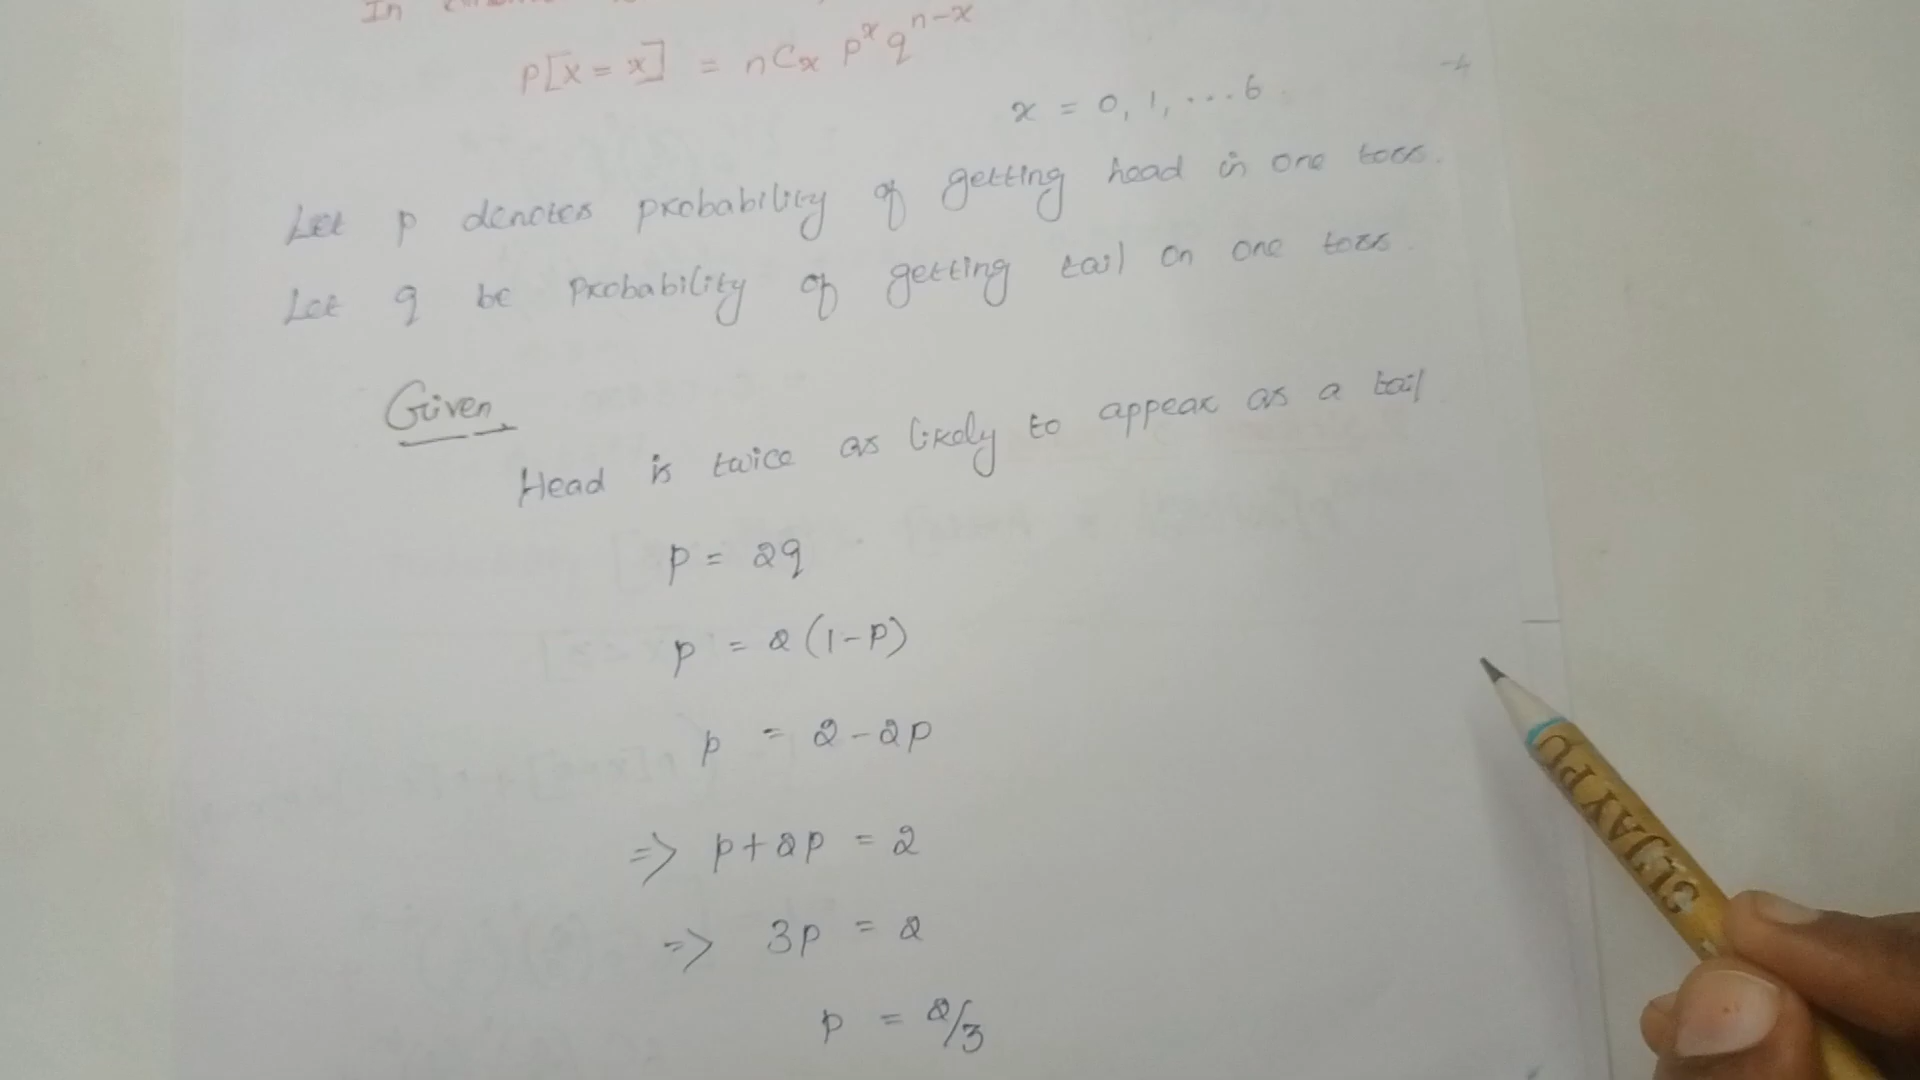 In
P[X = x] = nCx p^x q^n-x
x = 0, 1, ...6
Let p denotes probability of getting head in one toss.
Let q be Probability of getting tail on one toss.
Given
Head is twice as likely to appear as a tail
p = 2q
p = 2(1-p)
p = 2-2p
=> p+2p = 2
=> 3p = 2
p = 2/3